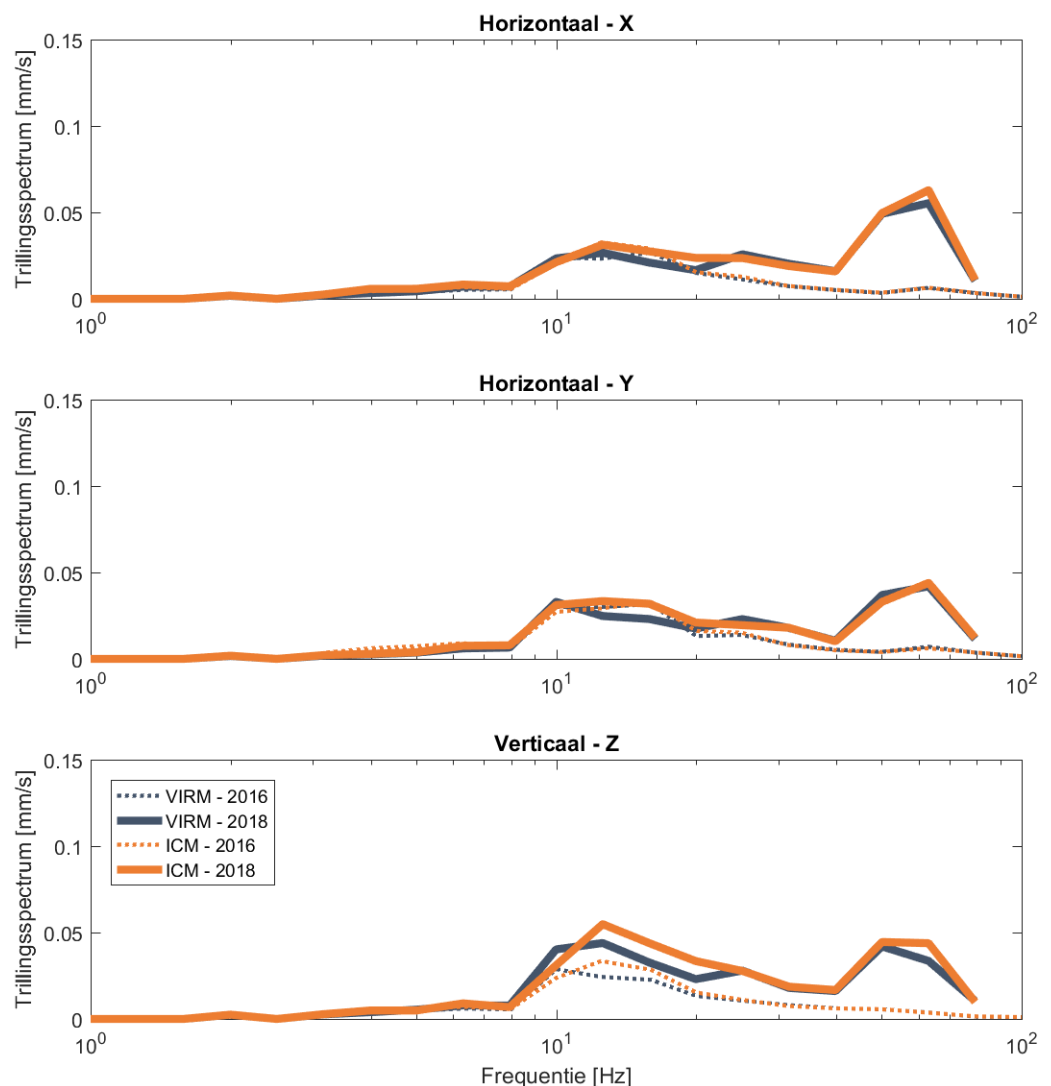 Horizontaal - X
0.15
0.1
0.05
0
Trillingsspectrum [mm/s]
10^0 10^1 10^2
Horizontaal - Y
0.15
0.1
0.05
0
Trillingsspectrum [mm/s]
10^0 10^1 10^2
Verticaal - Z
0.15
0.1
0.05
0
Trillingsspectrum [mm/s]
VIRM - 2016
VIRM - 2018
ICM - 2016
ICM - 2018
10^0 10^1 10^2
Frequentie [Hz]